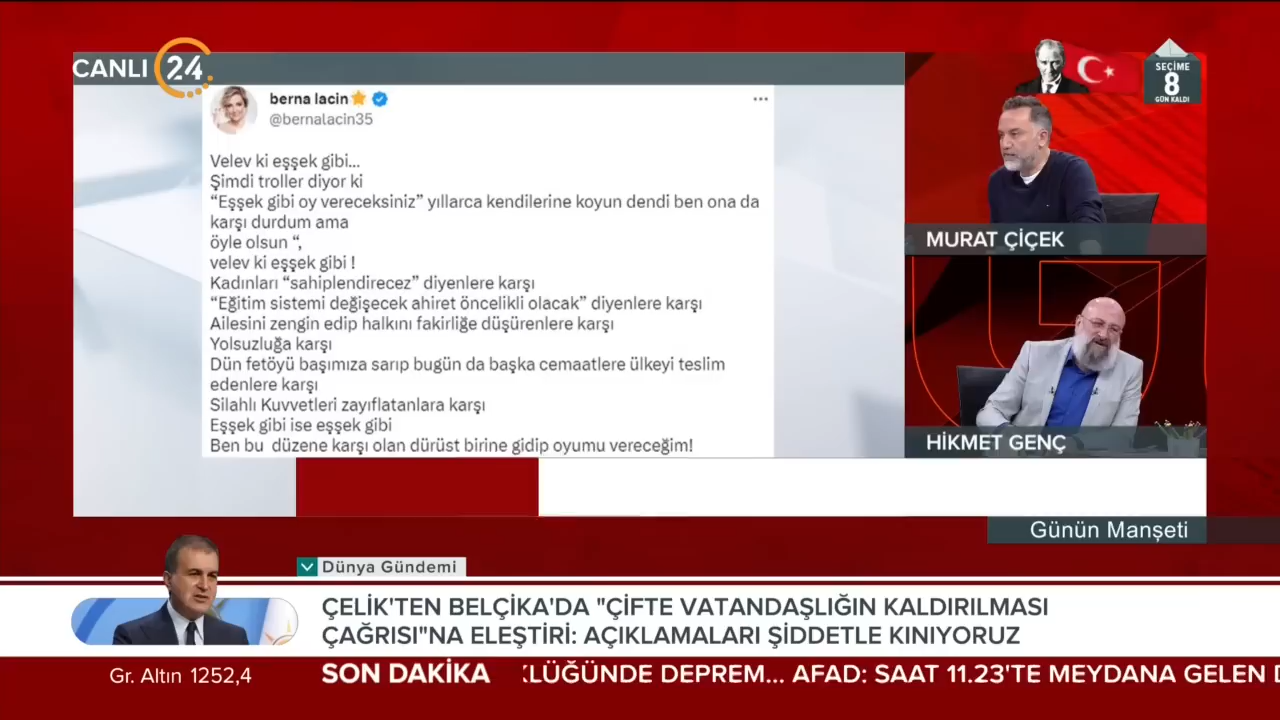 CANLI 24
berna lacin
@bernalacin35
Velev ki eşşek gibi...
Şimdi troller diyor ki
“Eşşek gibi oy vereceksiniz” yıllarca kendilerine koyun dendi ben ona da
karşı durdum ama
öyle olsun “,
velev ki eşşek gibi !
Kadınları “sahiplendirecez” diyenlere karşı
“Eğitim sistemi değişecek ahiret öncelikli olacak” diyenlere karşı
Ailesini zengin edip halkını fakirliğe düşürenlere karşı
Yolsuzluğa karşı
Dün fetöyü başımıza sarıp bugün da başka cemaatlere ülkeyi teslim
edenlere karşı
Silahlı Kuvvetleri zayıflatanlara karşı
Eşşek gibi ise eşşek gibi
Ben bu düzene karşı olan dürüst birine gidip oyumu vereceğim!
SEÇİME
8
GÜN KALDI
MURAT ÇİÇEK
HİKMET GENÇ
Günün Manşeti
Dünya Gündemi
ÇELİK'TEN BELÇİKA'DA "ÇİFTE VATANDAŞLIĞIN KALDIRILMASI
ÇAĞRISI"NA ELEŞTİRİ: AÇIKLAMALARI ŞİDDETLE KINIYORUZ
Gr. Altın 1252,4
SON DAKİKA
KLÜĞÜNDE DEPREM... AFAD: SAAT 11.23'TE MEYDANA GELEN